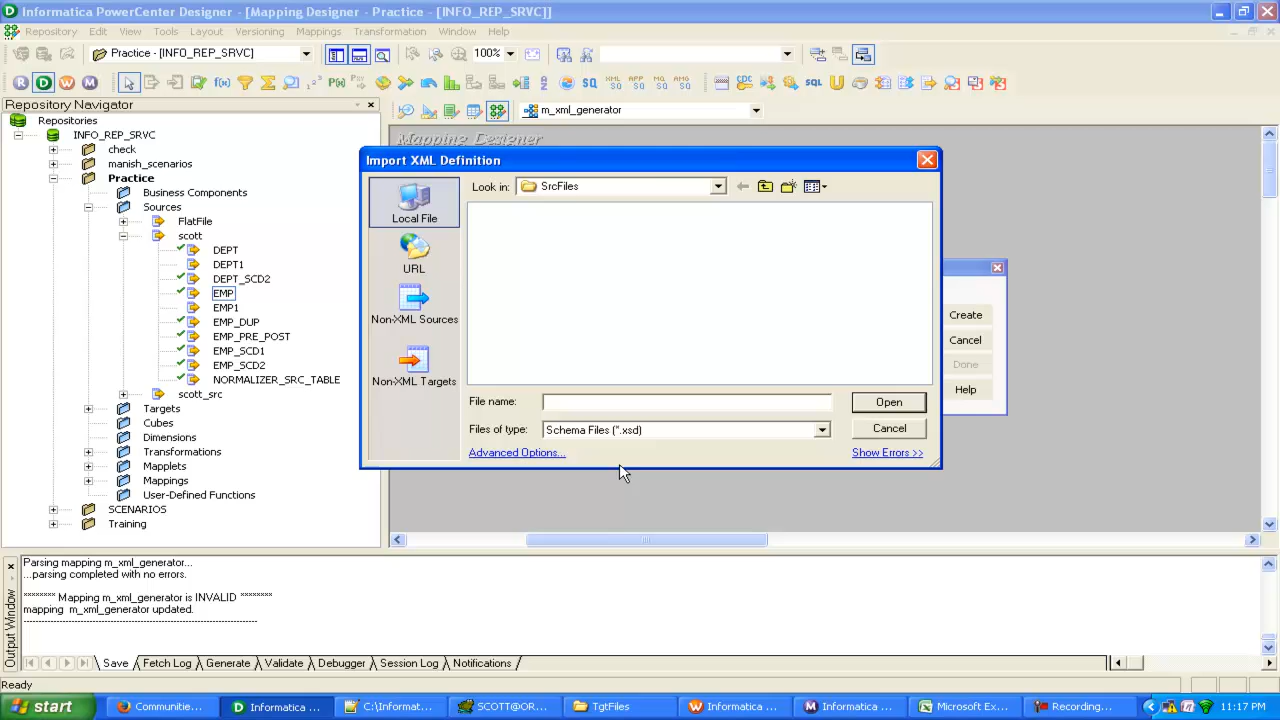 Informatica PowerCenter Designer - [Mapping Designer - Practice - [INFO_REP_SRVC]]
Repository Edit View Tools Layout Versioning Mappings Transformation Window Help
Practice - [INFO_REP_SRVC] 100%
Repository Navigator
m_xml_generator
Repositories
INFO_REP_SRVC
check
manish_scenarios
Practice
Business Components
Sources
FlatFile
scott
DEPT
DEPT1
DEPT_SCD2
EMP
EMP1
EMP_DUP
EMP_PRE_POST
EMP_SCD1
EMP_SCD2
NORMALIZER_SRC_TABLE
scott_src
Targets
Cubes
Dimensions
Transformations
Mapplets
Mappings
User-Defined Functions
SCENARIOS
Training
Mapping Designer
Import XML Definition
Look in: SrcFiles
Local File
URL
Non-XML Sources
Non-XML Targets
File name:
Open
Files of type: Schema Files (*.xsd)
Cancel
Advanced Options...
Show Errors >>
Create
Cancel
Done
Help
Output Window
Parsing mapping m_xml_generator...
...parsing completed with no errors.
******** Mapping m_xml_generator is INVALID ********
mapping m_xml_generator updated.
Save Fetch Log Generate Validate Debugger Session Log Notifications
Ready
start Communitie... Informatica ... C:\Informat... SCOTT@OR... TgtFiles Informatica ... Informatica ... Microsoft Ex... Recording... 11:17 PM